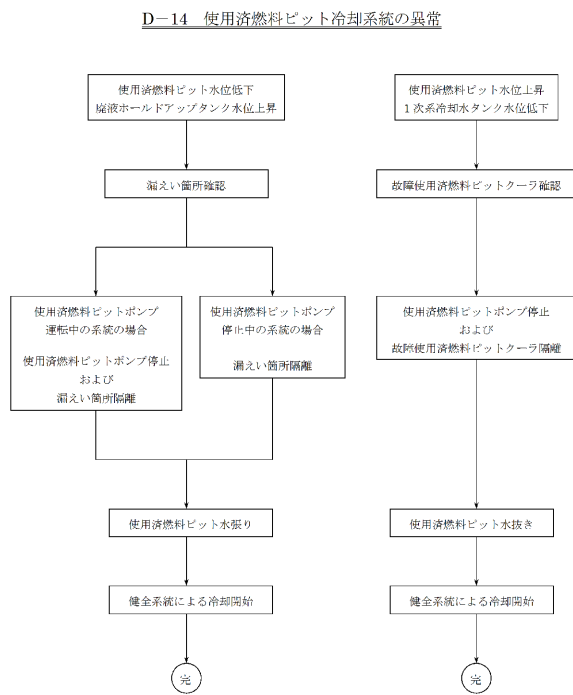 D－14　使用済燃料ピット冷却系統の異常
使用済燃料ピット水位低下
廃液ホールドアップタンク水位上昇
漏えい箇所確認
使用済燃料ピットポンプ
運転中の系統の場合
使用済燃料ピットポンプ停止
および
漏えい箇所隔離
使用済燃料ピットポンプ
停止中の系統の場合
漏えい箇所隔離
使用済燃料ピット水張り
健全系統による冷却開始
完
使用済燃料ピット水位上昇
１次系冷却水タンク水位低下
故障使用済燃料ピットクーラ確認
使用済燃料ピットポンプ停止
および
故障使用済燃料ピットクーラ隔離
使用済燃料ピット水抜き
健全系統による冷却開始
完